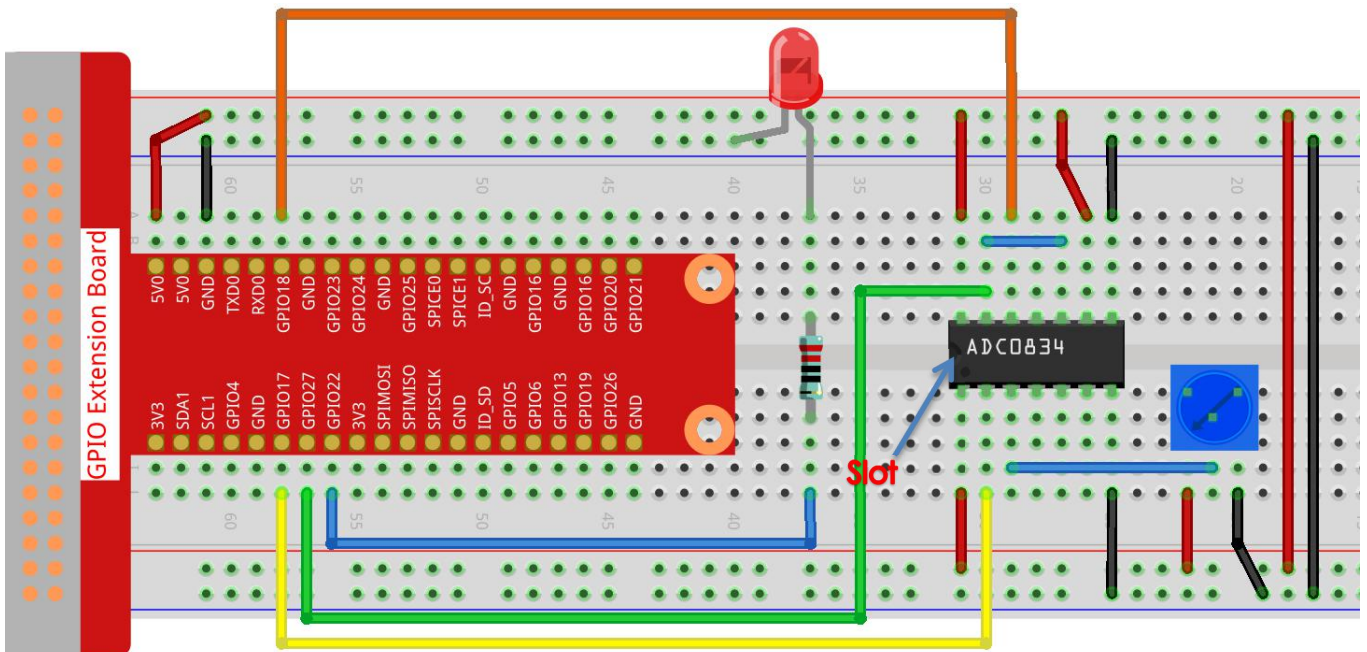 60
55
50
45
40
35
30
20
GPIO Extension Board
5V0
5V0
GND
TXD0
RXD0
GPIO18
GND
GPIO23
GPIO24
GND
GPIO25
SPICE0
SPICE1
ID_SC
GND
GPIO16
GND
GPIO16
GPIO20
GPIO21
3V3
SDA1
SCL1
GPIO4
GND
GPIO17
GPIO27
GPIO22
3V3
SPIMOSI
SPIMISO
SPISCLK
GND
ID_SD
GPIO5
GPIO6
GPIO13
GPIO19
GPIO26
GND
ADC0834
Slot
60
55
50
45
40
20